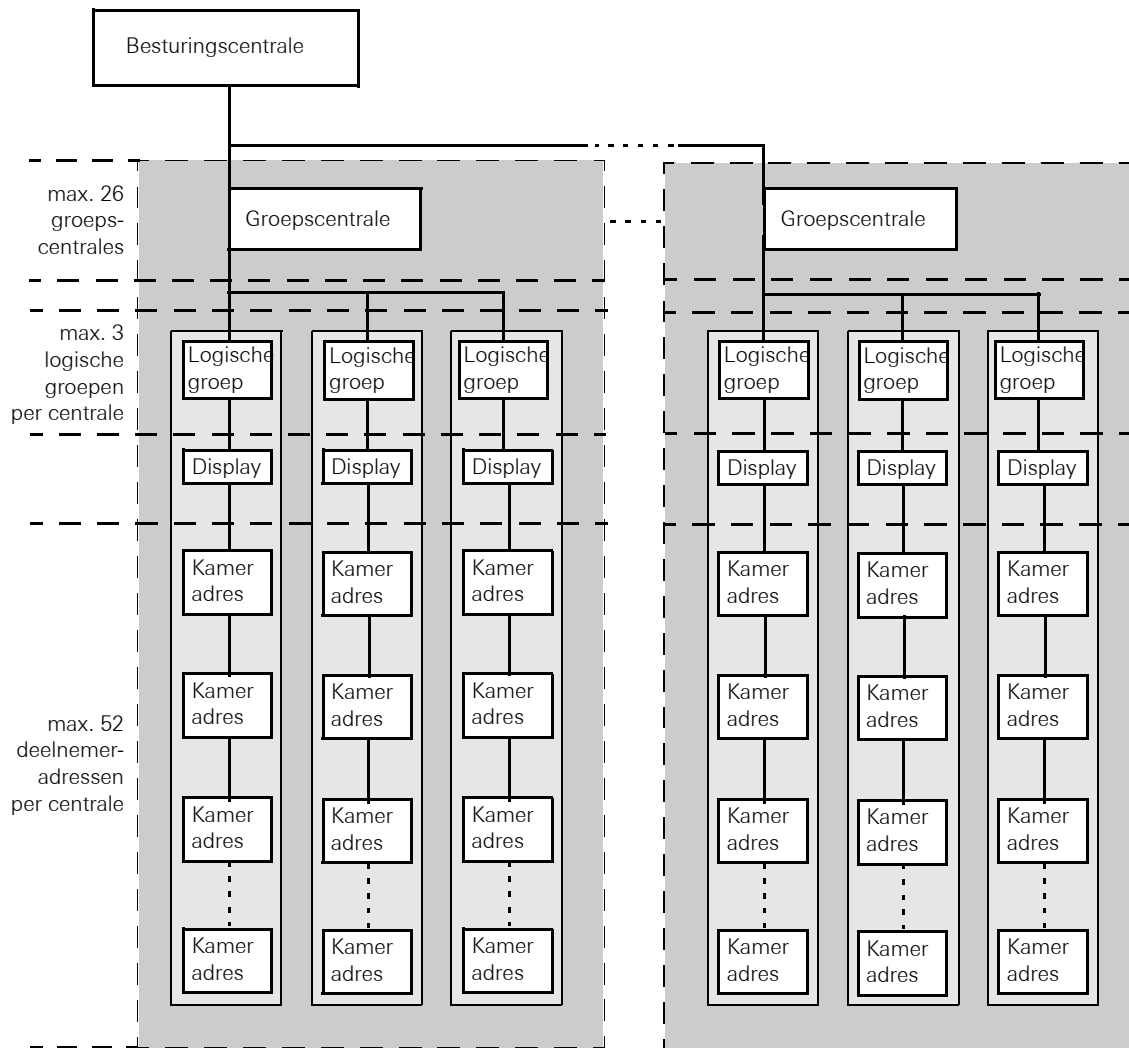 Besturingscentrale
max. 26
groeps-
centrales
Groepscentrale
Groepscentrale
max. 3
logische
groepen
per centrale
Logische
groep
Logische
groep
Logische
groep
Logische
groep
Logische
groep
Logische
groep
Display
Display
Display
Display
Display
Display
max. 52
deelnemer-
adressen
per centrale
Kamer
adres
Kamer
adres
Kamer
adres
Kamer
adres
Kamer
adres
Kamer
adres
Kamer
adres
Kamer
adres
Kamer
adres
Kamer
adres
Kamer
adres
Kamer
adres
Kamer
adres
Kamer
adres
Kamer
adres
Kamer
adres
Kamer
adres
Kamer
adres
Kamer
adres
Kamer
adres
Kamer
adres
Kamer
adres
Kamer
adres
Kamer
adres